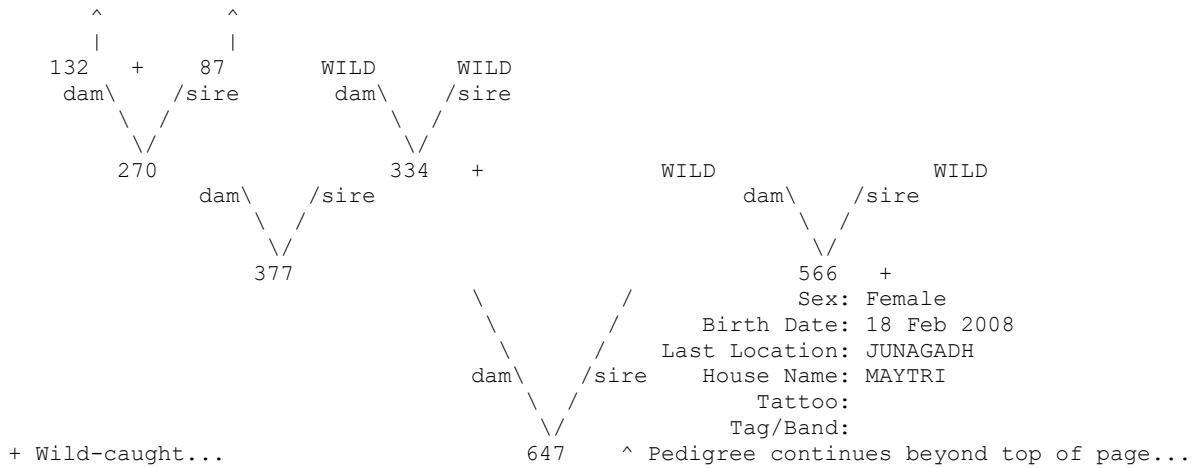 ^ ^
| |
132 + 87 WILD WILD
dam\ /sire dam\ /sire
\ / \ /
\/ \/
270 334 + WILD WILD
dam\ /sire dam\ /sire
\ / \ /
\/ \/
377 566 +
\ / Sex: Female
\ / Birth Date: 18 Feb 2008
\ / Last Location: JUNAGADH
dam\ /sire House Name: MAYTRI
\ / Tattoo:
\/ Tag/Band:
+ Wild-caught... 647 ^ Pedigree continues beyond top of page...